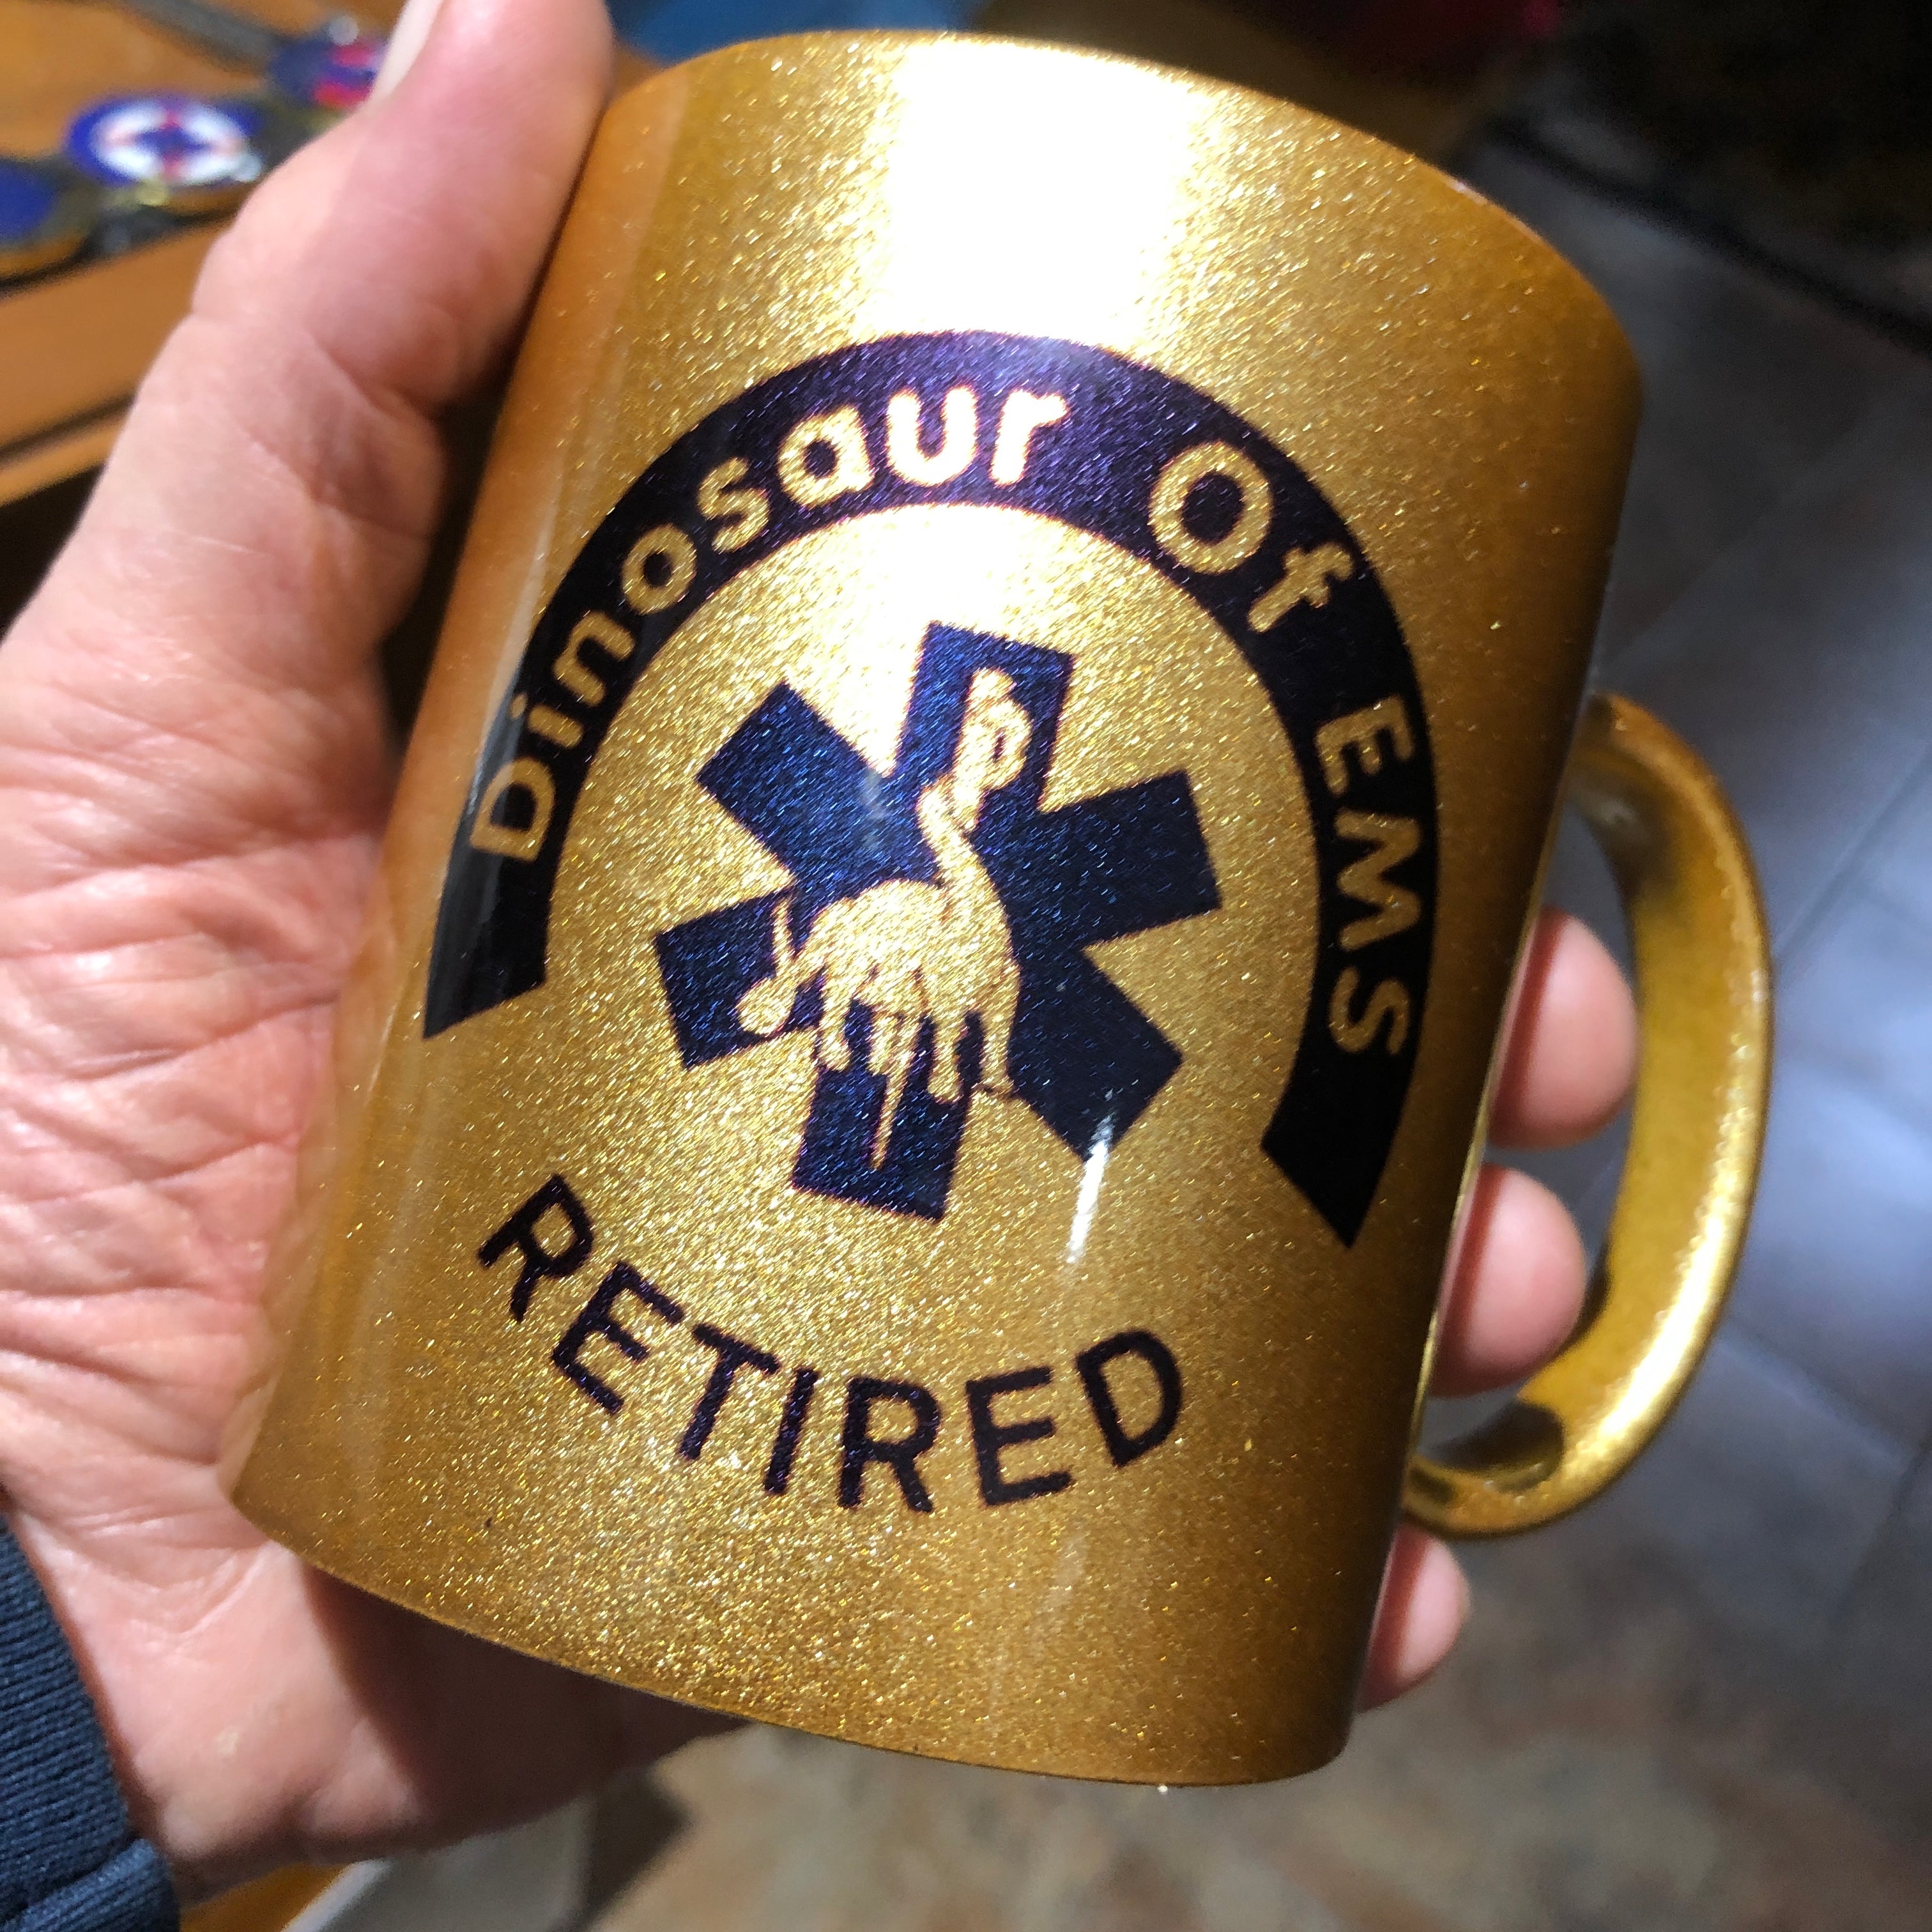 Dinosaur Of EMS
RETIRED